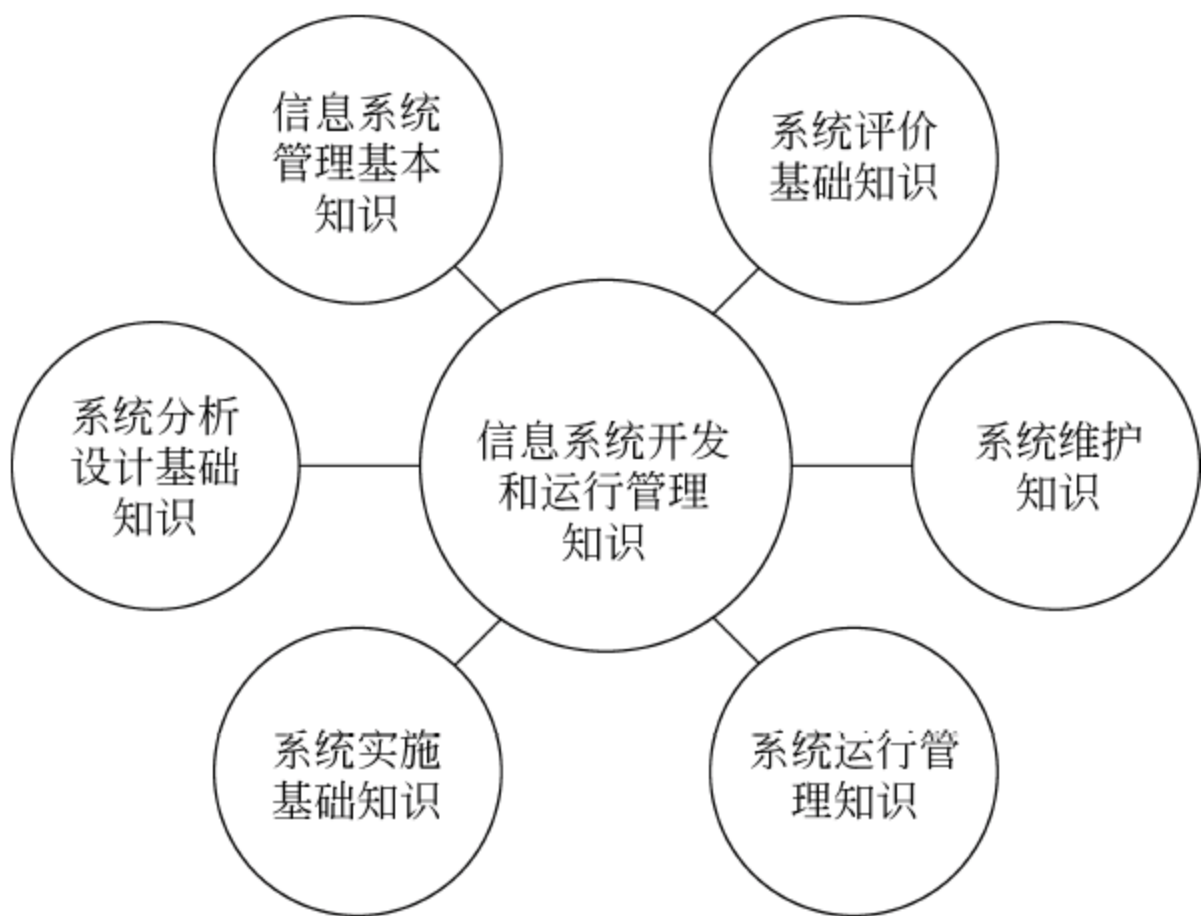 信息系统
管理基本
知识
系统评价
基础知识
系统分析
设计基础
知识
信息系统开发
和运行管理
知识
系统维护
知识
系统实施
基础知识
系统运行管
理知识